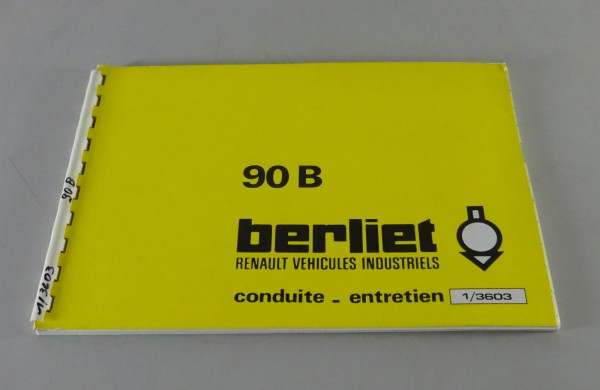 90 B
berliet
RENAULT VEHICULES INDUSTRIELS
conduite - entretien 1/3603
90 B
1/3603